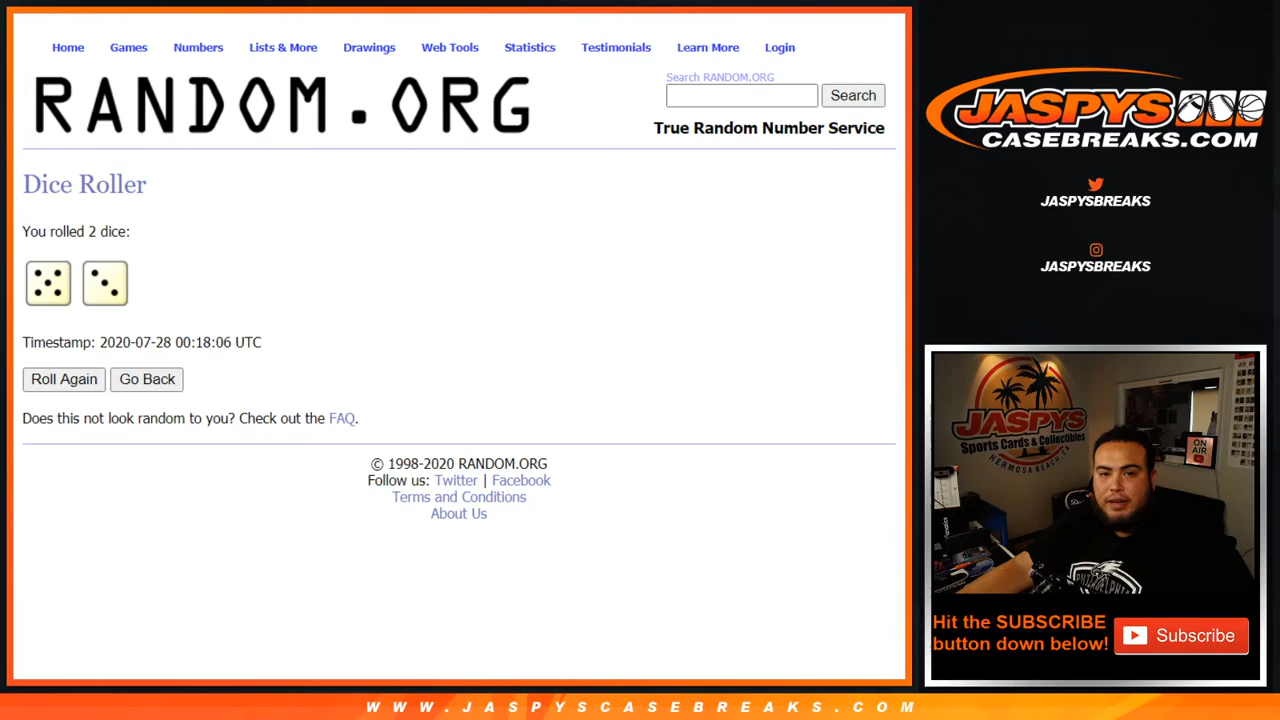 Home Games Numbers Lists & More Drawings Web Tools Statistics Testimonials Learn More Login
RANDOM.ORG
Search RANDOM.ORG
Search
True Random Number Service
Dice Roller
You rolled 2 dice:
Timestamp: 2020-07-28 00:18:06 UTC
Roll Again Go Back
Does this not look random to you? Check out the FAQ.
© 1998-2020 RANDOM.ORG
Follow us: Twitter | Facebook
Terms and Conditions
About Us
JASPYS
CASEBREAKS.COM
JASPYSBREAKS
JASPYSBREAKS
JASPYS
Sports Cards & Collectibles
HERMOSA BEACH, CA
ON
AIR
Fanatics
PHILADELPHIA
Hit the SUBSCRIBE
button down below!
Subscribe
WWW.JASPYSCASEBREAKS.COM